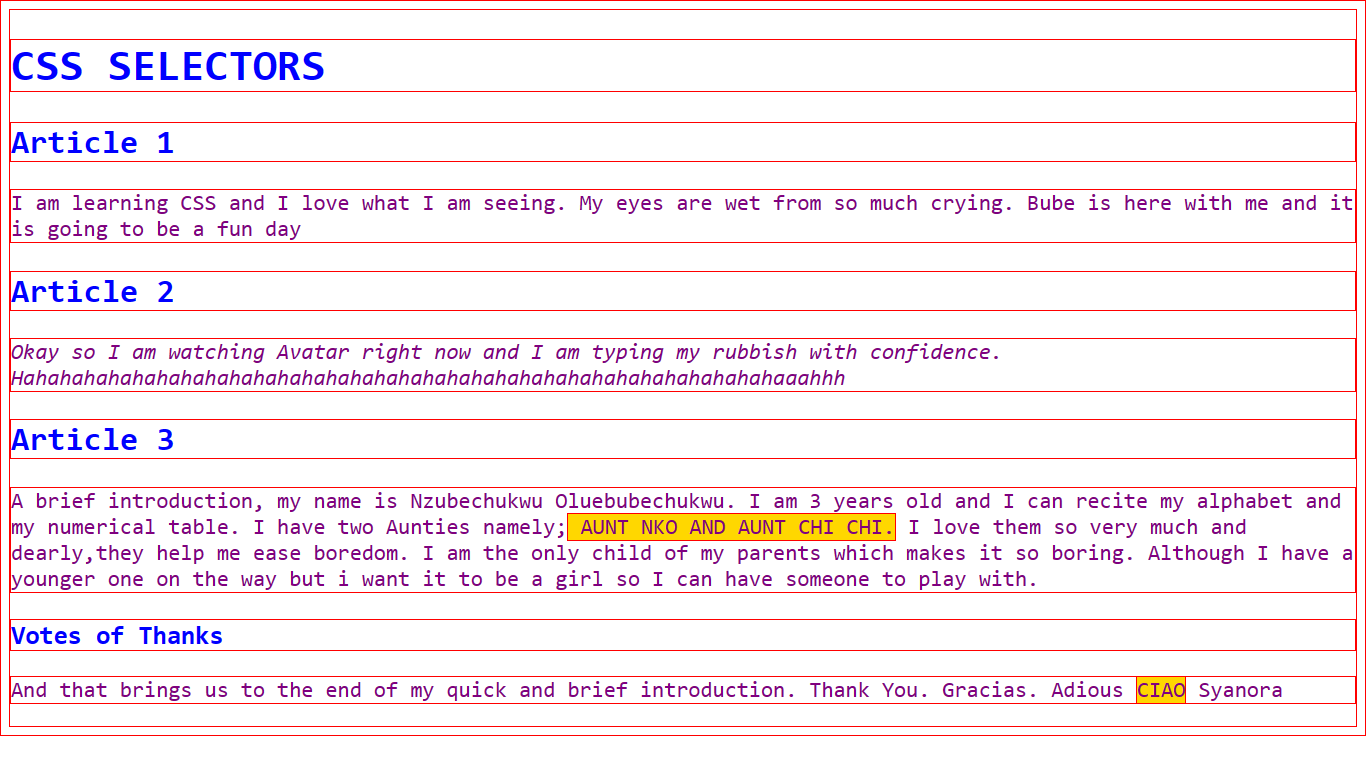 CSS SELECTORS
Article 1
I am learning CSS and I love what I am seeing. My eyes are wet from so much crying. Bube is here with me and it
is going to be a fun day
Article 2
Okay so I am watching Avatar right now and I am typing my rubbish with confidence.
Hahahahahahahahahahahahahahahahahahahahahahahahahahahahahahahahaaahhh
Article 3
A brief introduction, my name is Nzubechukwu Oluebubechukwu. I am 3 years old and I can recite my alphabet and
my numerical table. I have two Aunties namely; AUNT NKO AND AUNT CHI CHI. I love them so very much and
dearly,they help me ease boredom. I am the only child of my parents which makes it so boring. Although I have a
younger one on the way but i want it to be a girl so I can have someone to play with.
Votes of Thanks
And that brings us to the end of my quick and brief introduction. Thank You. Gracias. Adious CIAO Syanora